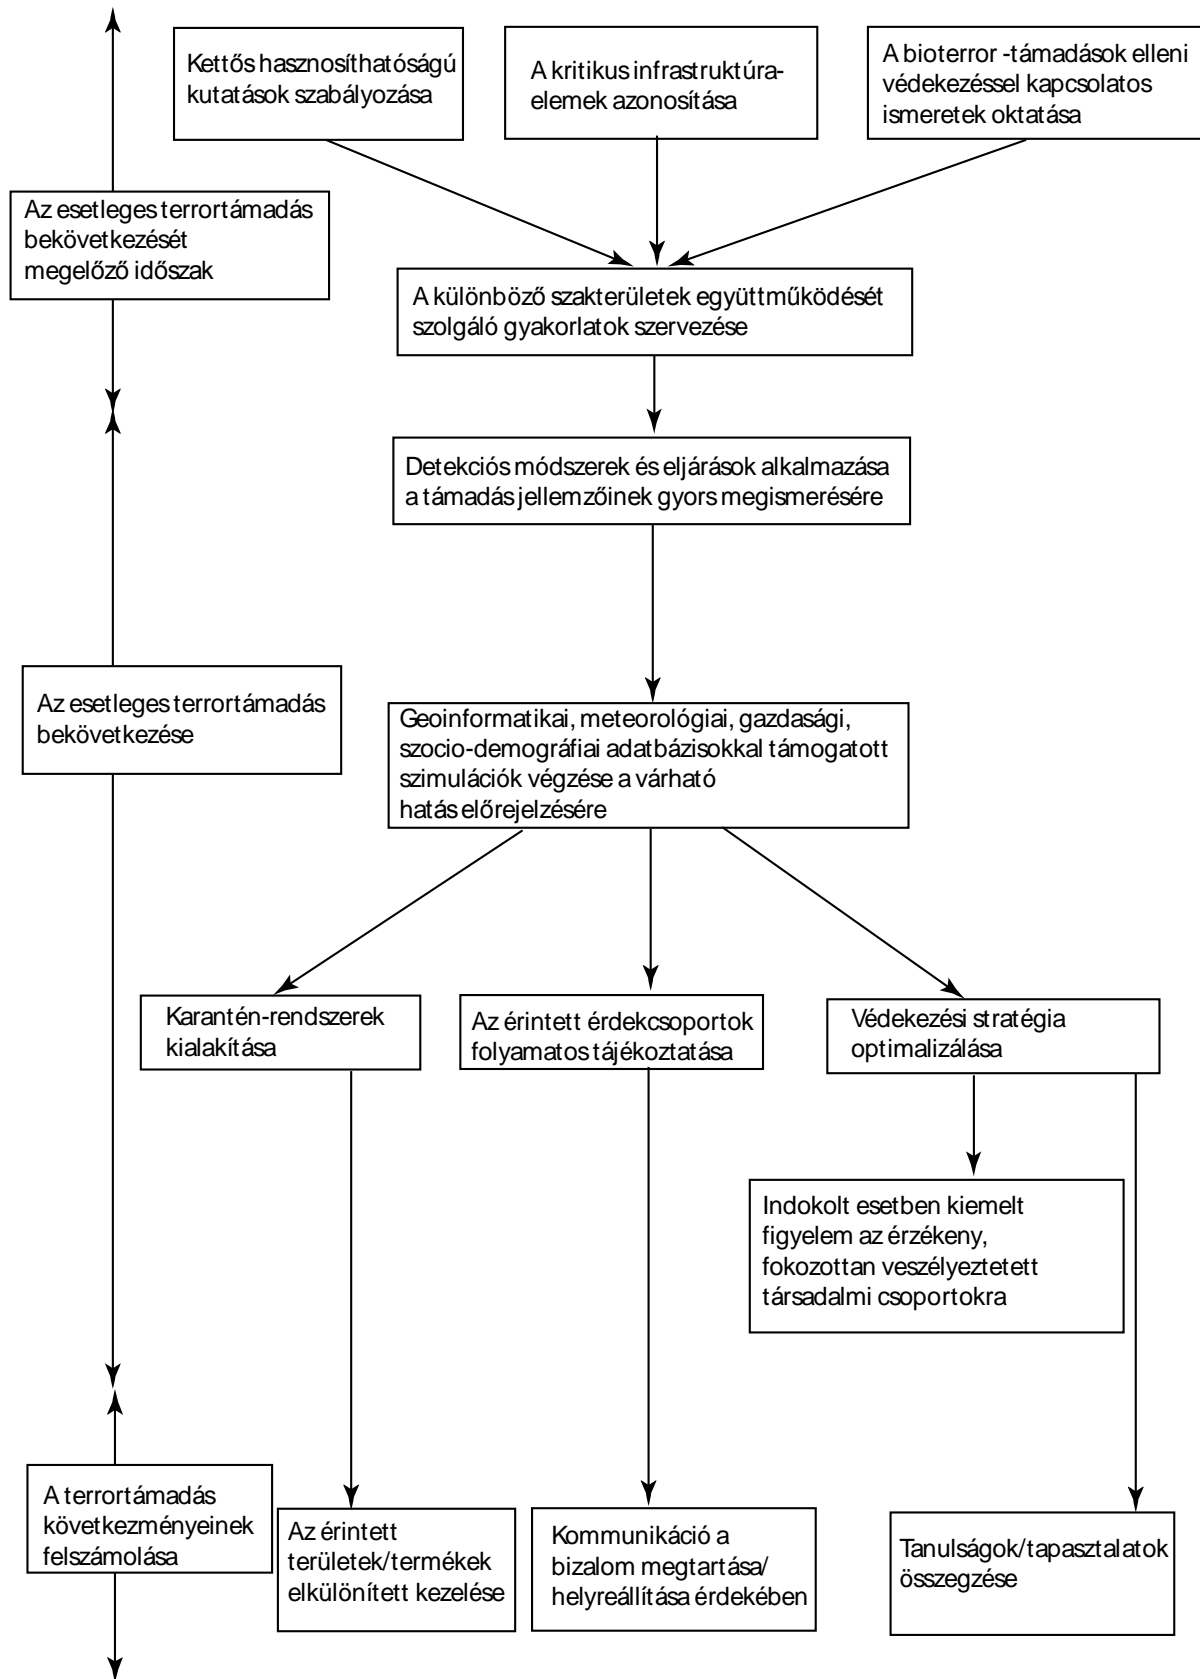 Kettős hasznosíthatóságú
kutatások szabályozása
A kritikus infrastruktúra-
elemek azonosítása
A bioterror -támadások elleni
védekezéssel kapcsolatos
ismeretek oktatása
Az esetleges terrortámadás
bekövetkezését
megelőző időszak
A különböző szakterületek együttműködését
szolgáló gyakorlatok szervezése
Detekciós módszerek és eljárások alkalmazása
a támadás jellemzőinek gyors megismerésére
Az esetleges terrortámadás
bekövetkezése
Geoinformatikai, meteorológiai, gazdasági,
szocio-demográfiai adatbázisokkal támogatott
szimulációk végzése a várható
hatás előrejelzésére
Karantén-rendszerek
kialakítása
Az érintett érdekcsoportok
folyamatos tájékoztatása
Védekezési stratégia
optimalizálása
Indokolt esetben kiemelt
figyelem az érzékeny,
fokozottan veszélyeztetett
társadalmi csoportokra
A terrortámadás
következményeinek
felszámolása
Az érintett
területek/termékek
elkülönített kezelése
Kommunikáció a
bizalom megtartása/
helyreállítása érdekében
Tanulságok/tapasztalatok
összegzése